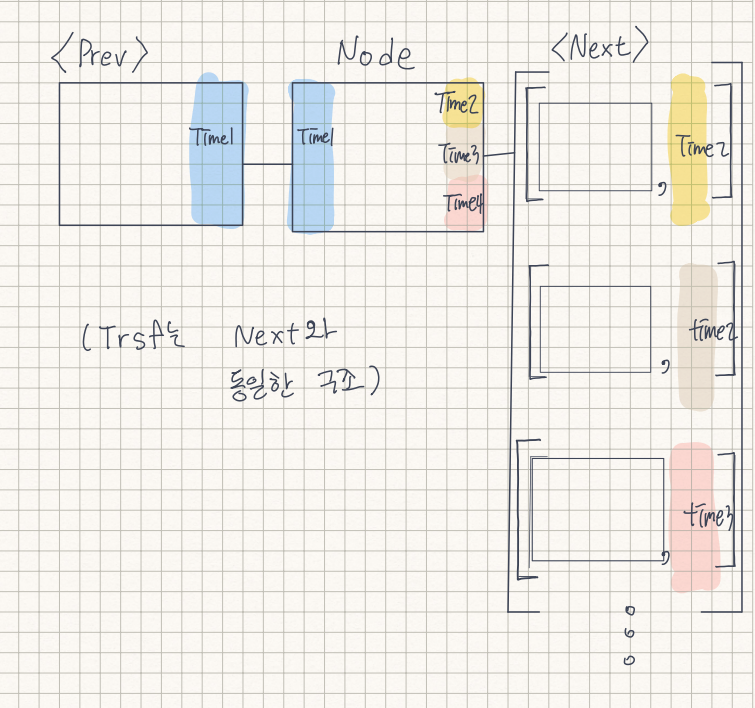 <Prev>
Node
<Next>
Time1
Time1
Time2
Time3
Time4
[ , Time2]
[ , time2]
[ , time3]
(Trsf는 Next와
동일한 구조)